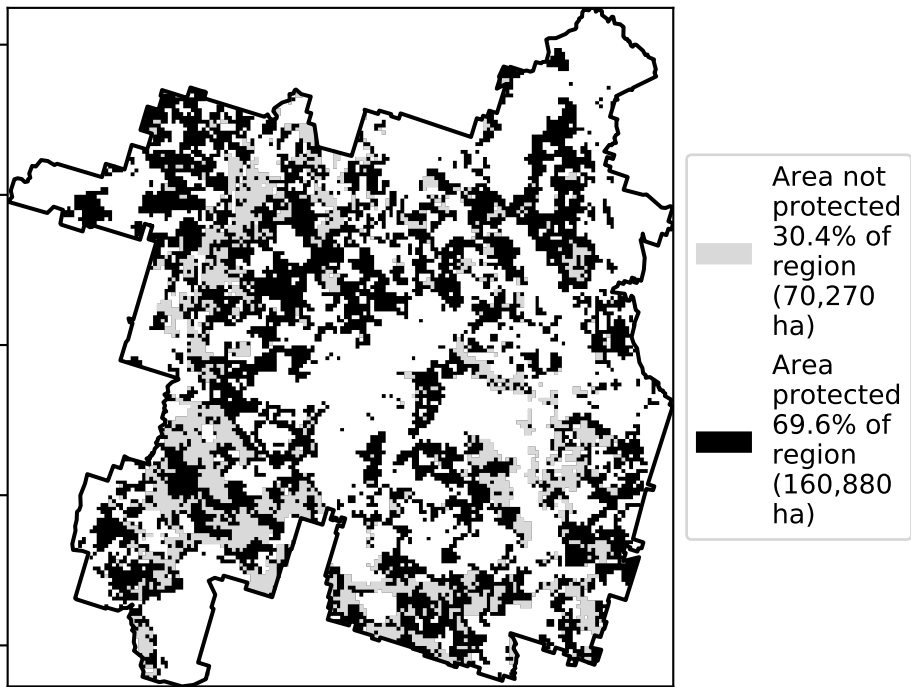 Area not
protected
30.4% of
region
(70,270
ha)
Area
protected
69.6% of
region
(160,880
ha)